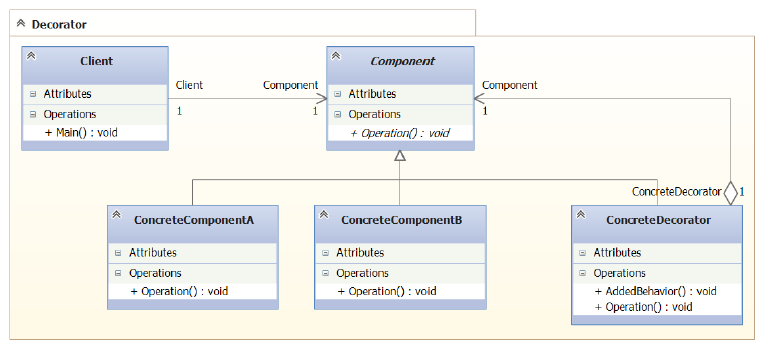 Decorator
Client
Attributes
Operations
+ Main() : void
Client
1
Component
1
Component
Attributes
Operations
+ Operation() : void
Component
1
ConcreteDecorator
1
ConcreteComponentA
Attributes
Operations
+ Operation() : void
ConcreteComponentB
Attributes
Operations
+ Operation() : void
ConcreteDecorator
Attributes
Operations
+ AddedBehavior() : void
+ Operation() : void